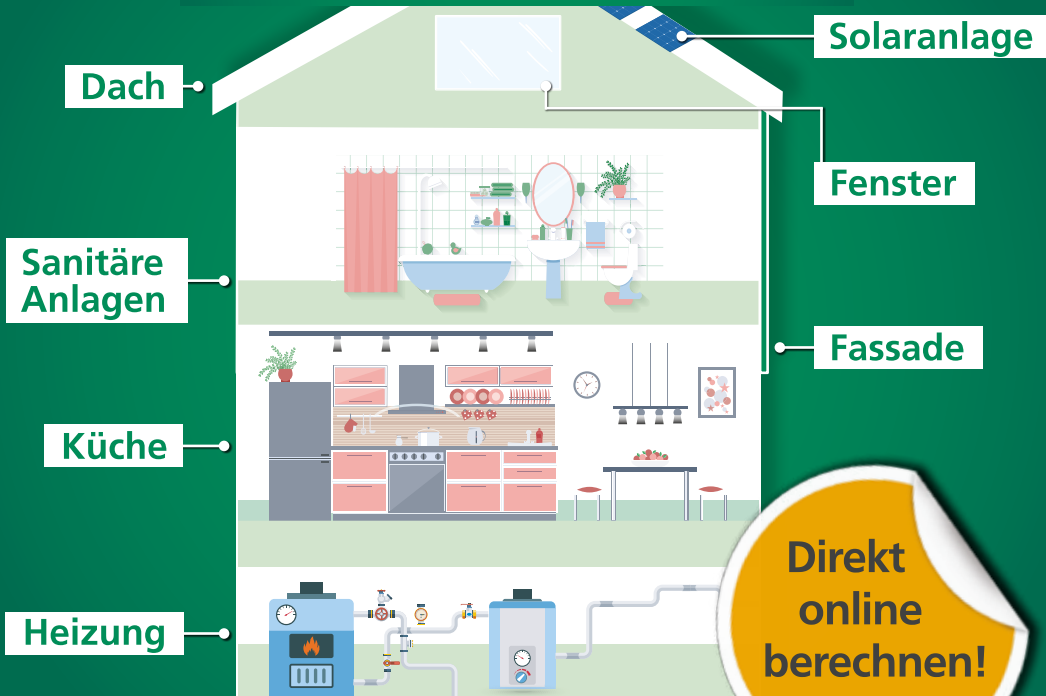 Solaranlage
Dach
Fenster
Sanitäre
Anlagen
Fassade
Küche
Heizung
Direkt
online
berechnen!